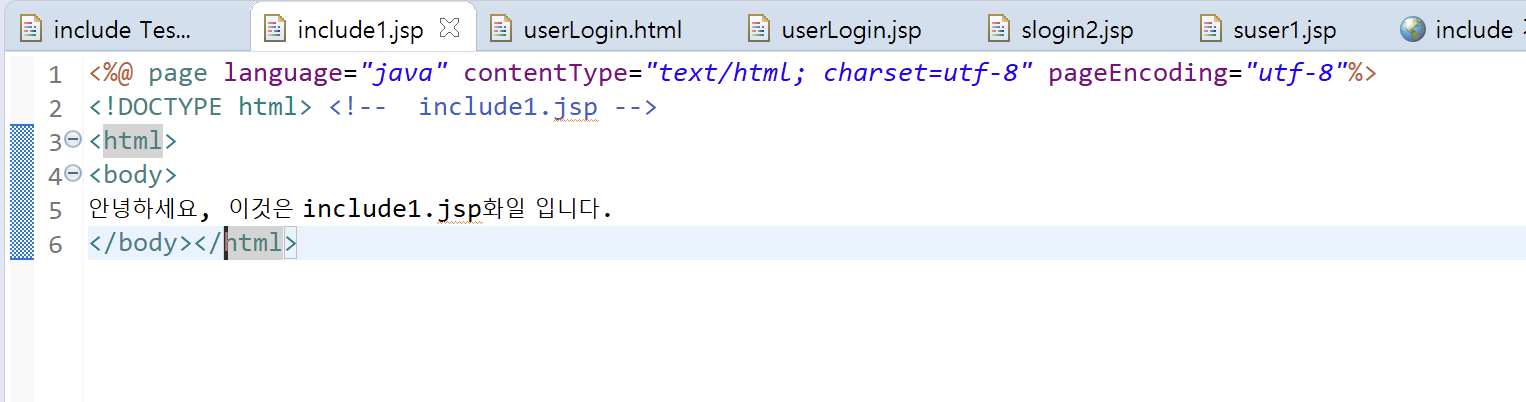 include Tes... include1.jsp userLogin.html userLogin.jsp slogin2.jsp suser1.jsp include
1 <%@ page language="java" contentType="text/html; charset=utf-8" pageEncoding="utf-8"%>
2 <!DOCTYPE html> <!--  include1.jsp -->
3 <html>
4 <body>
5 안녕하세요, 이것은 include1.jsp화일 입니다.
6 </body></html>